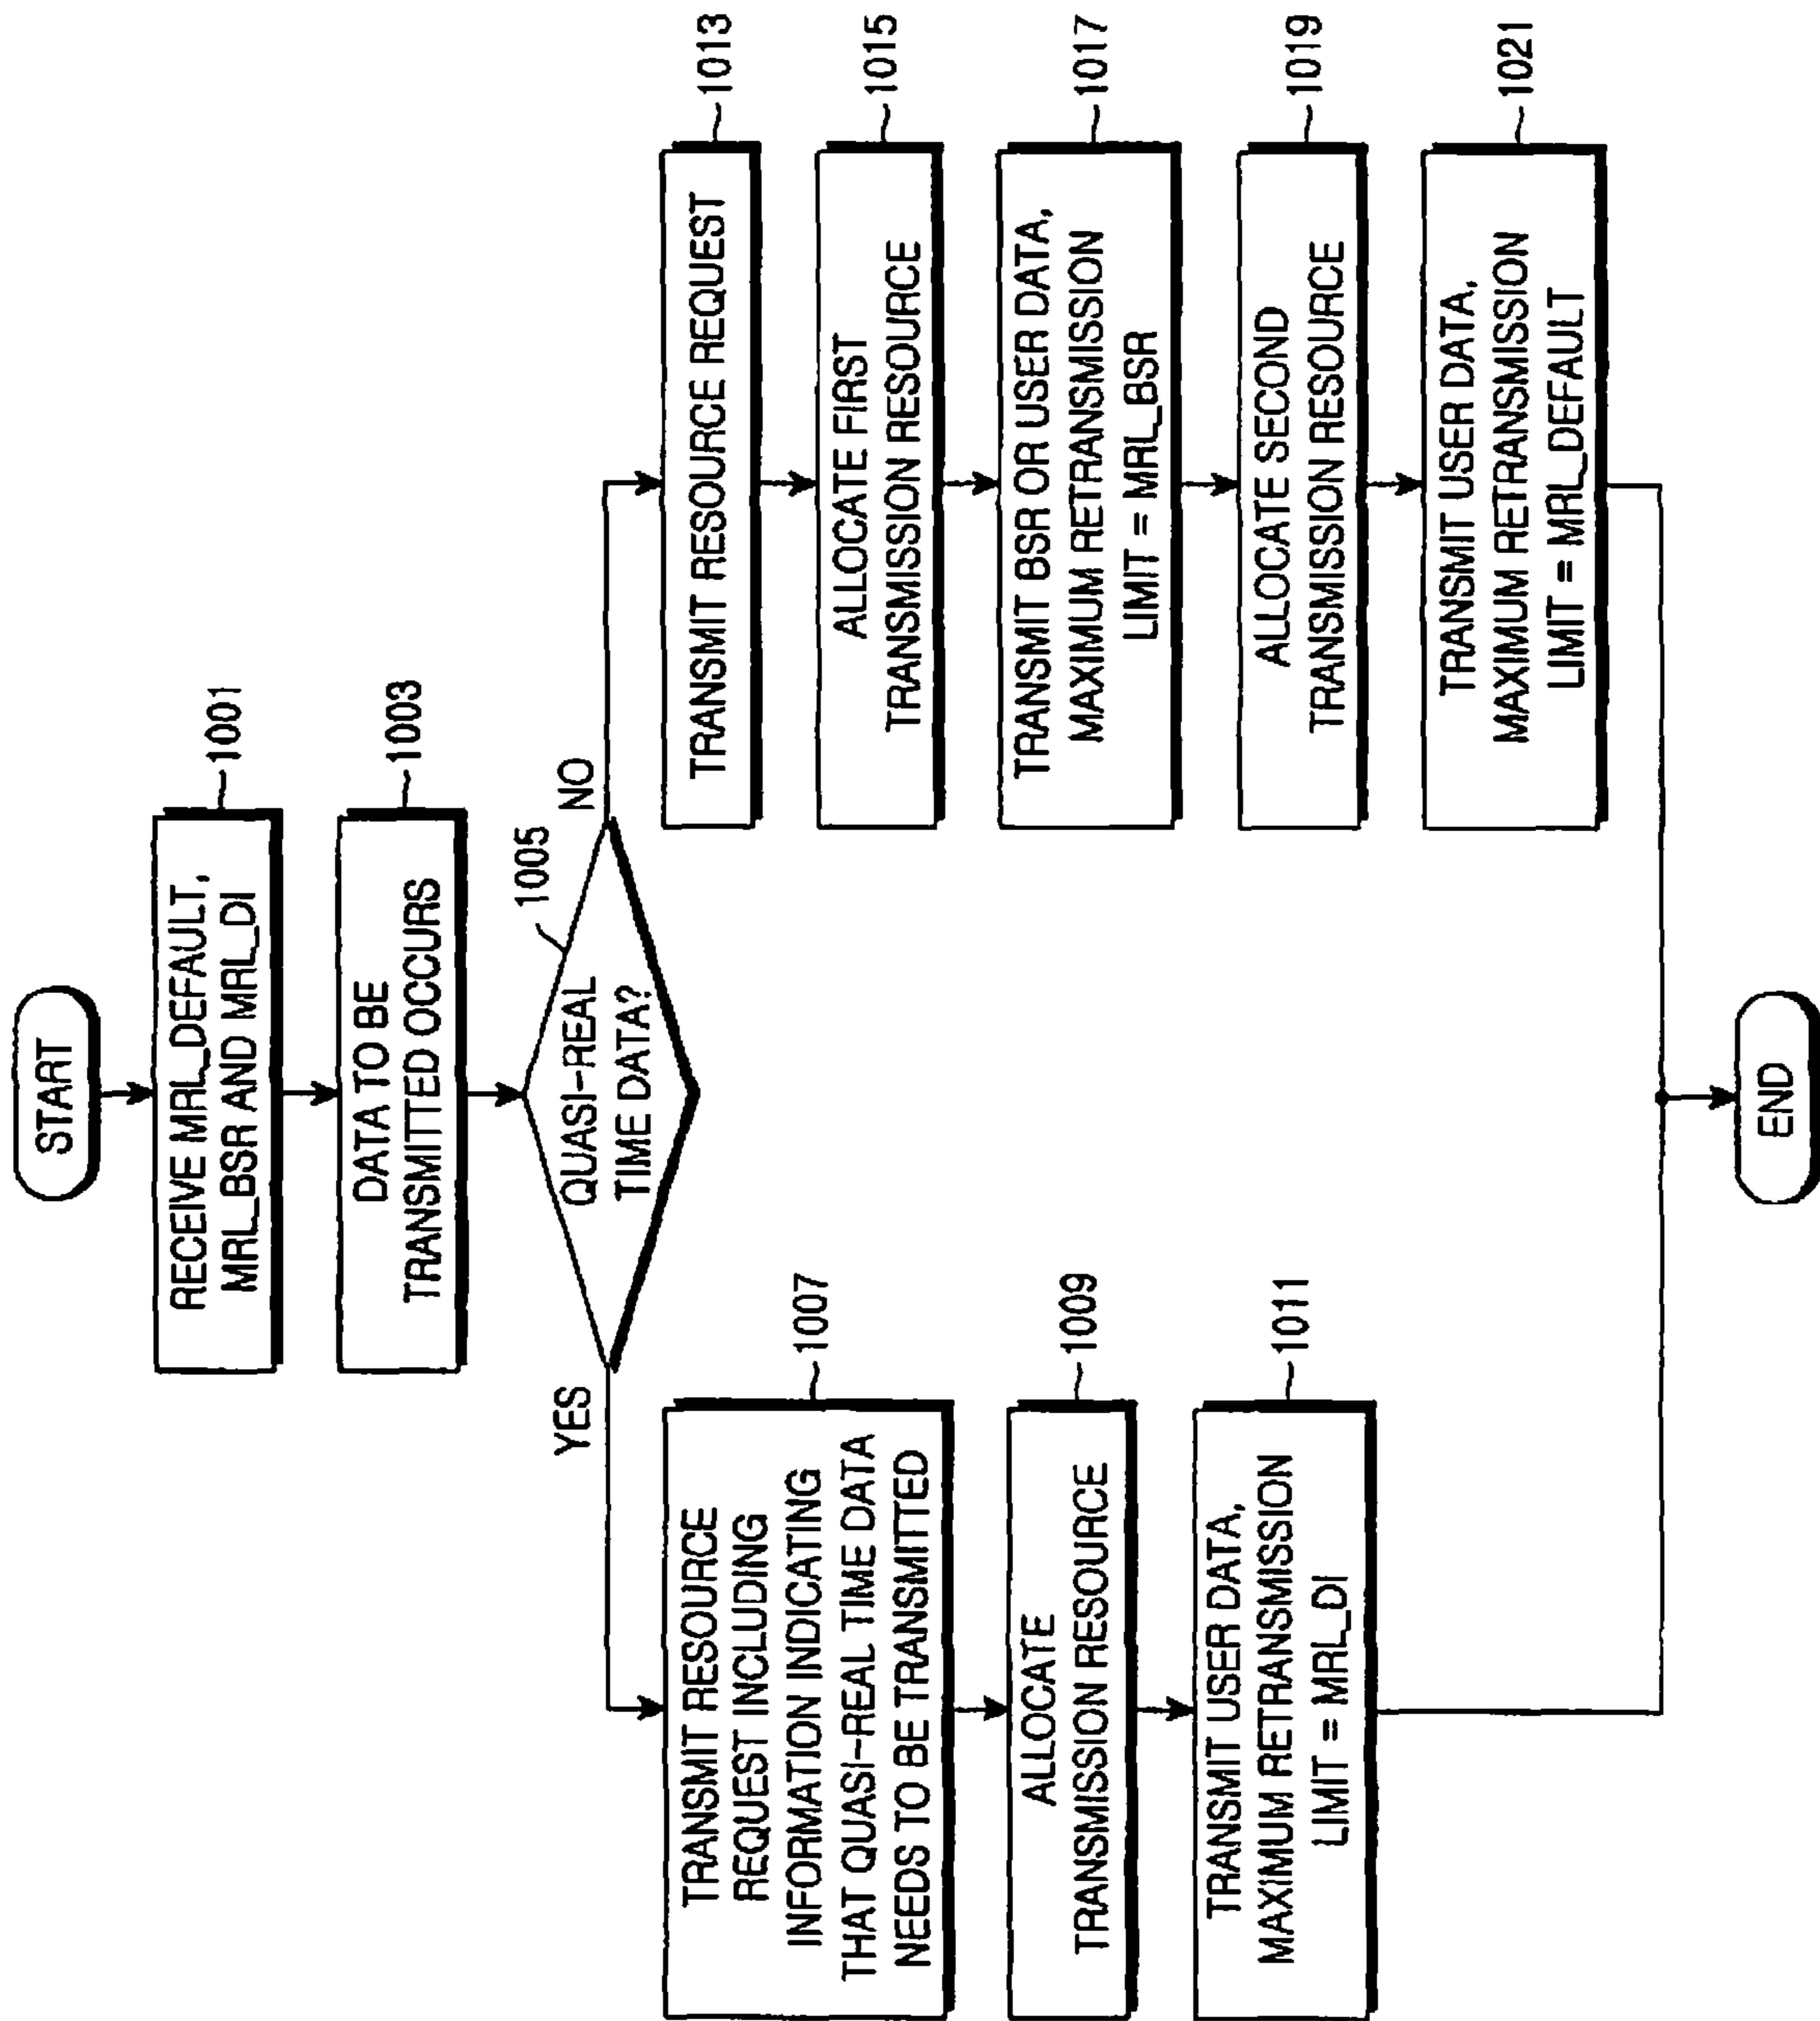 START
RECEIVE MRL_DEFAULT,
MRL_BSR AND MRL_DI
1001
DATA TO BE
TRANSMITTED OCCURS
1003
QUASI-REAL
TIME DATA?
1005
YES
NO
TRANSMIT RESOURCE
REQUEST INCLUDING
INFORMATION INDICATING
THAT QUASI-REAL TIME DATA
NEEDS TO BE TRANSMITTED
1007
ALLOCATE
TRANSMISSION RESOURCE
1009
TRANSMIT USER DATA,
MAXIMUM RETRANSMISSION
LIMIT = MRL_DI
1011
TRANSMIT RESOURCE REQUEST
1013
ALLOCATE FIRST
TRANSMISSION RESOURCE
1015
TRANSMIT BSR OR USER DATA,
MAXIMUM RETRANSMISSION
LIMIT = MRL_BSR
1017
ALLOCATE SECOND
TRANSMISSION RESOURCE
1019
TRANSMIT USER DATA,
MAXIMUM RETRANSMISSION
LIMIT = MRL_DEFAULT
1021
END